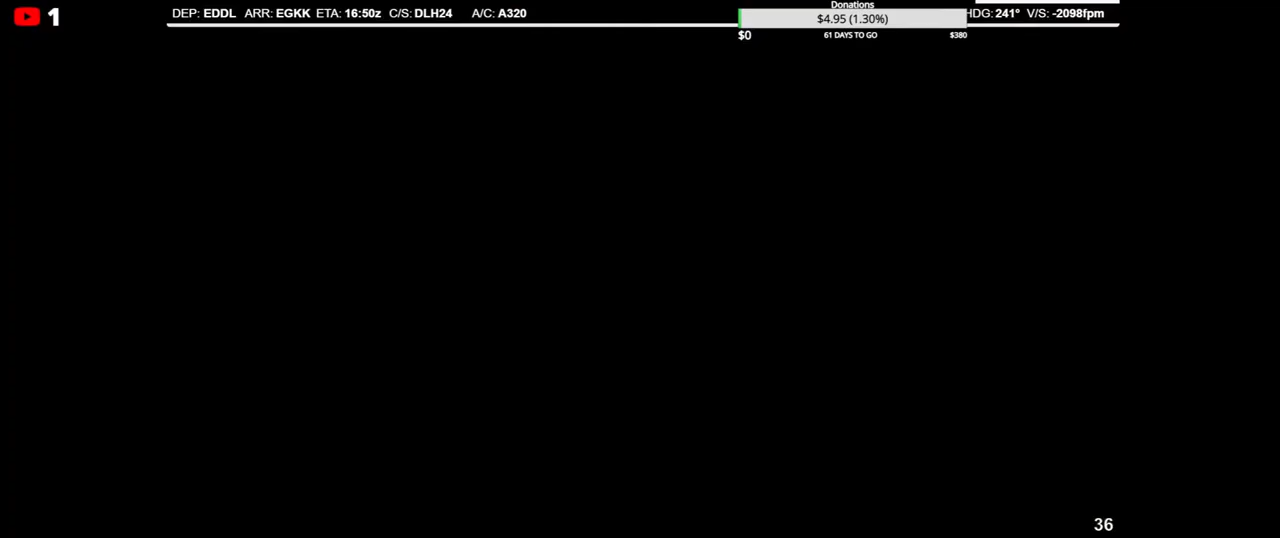 1
DEP: EDDL ARR: EGKK ETA: 16:50z C/S: DLH24 A/C: A320
Donations
$4.95 (1.30%)
$0 61 DAYS TO GO $380
HDG: 241° V/S: -2098fpm
36